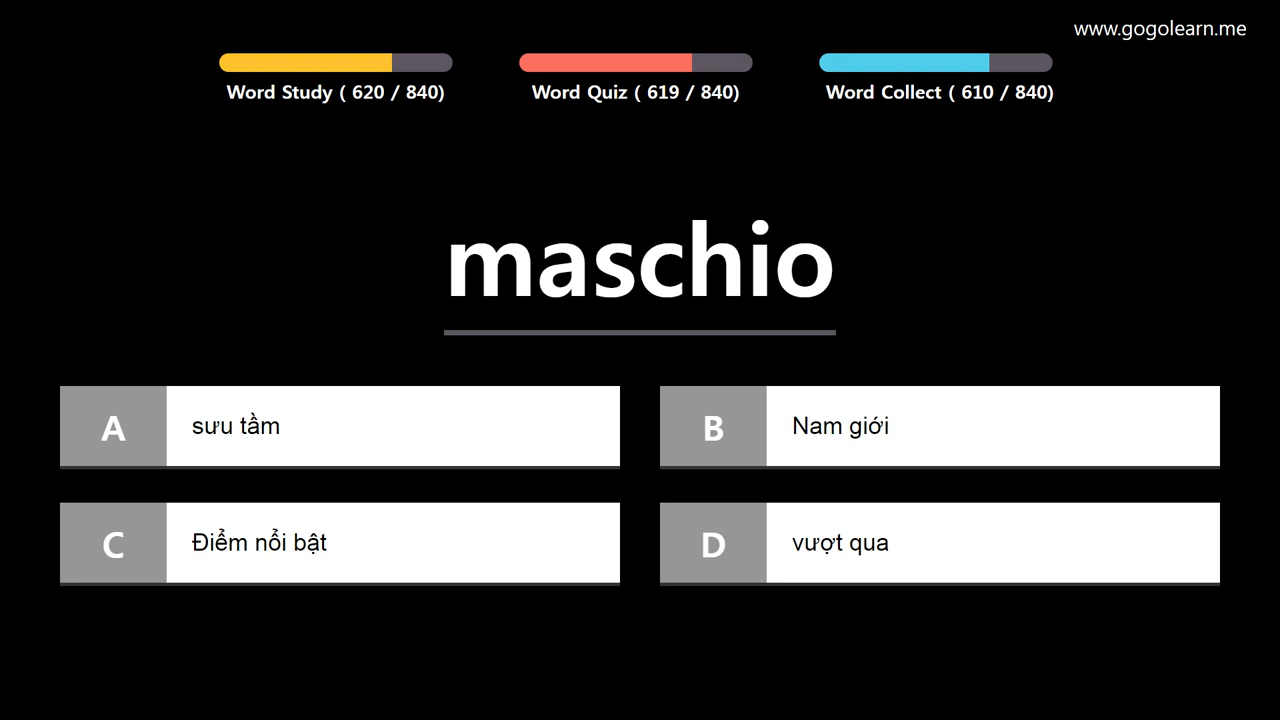 www.gogolearn.me
Word Study ( 620 / 840)
Word Quiz ( 619 / 840)
Word Collect ( 610 / 840)
maschio
A sưu tầm
B Nam giới
C Điểm nổi bật
D vượt qua